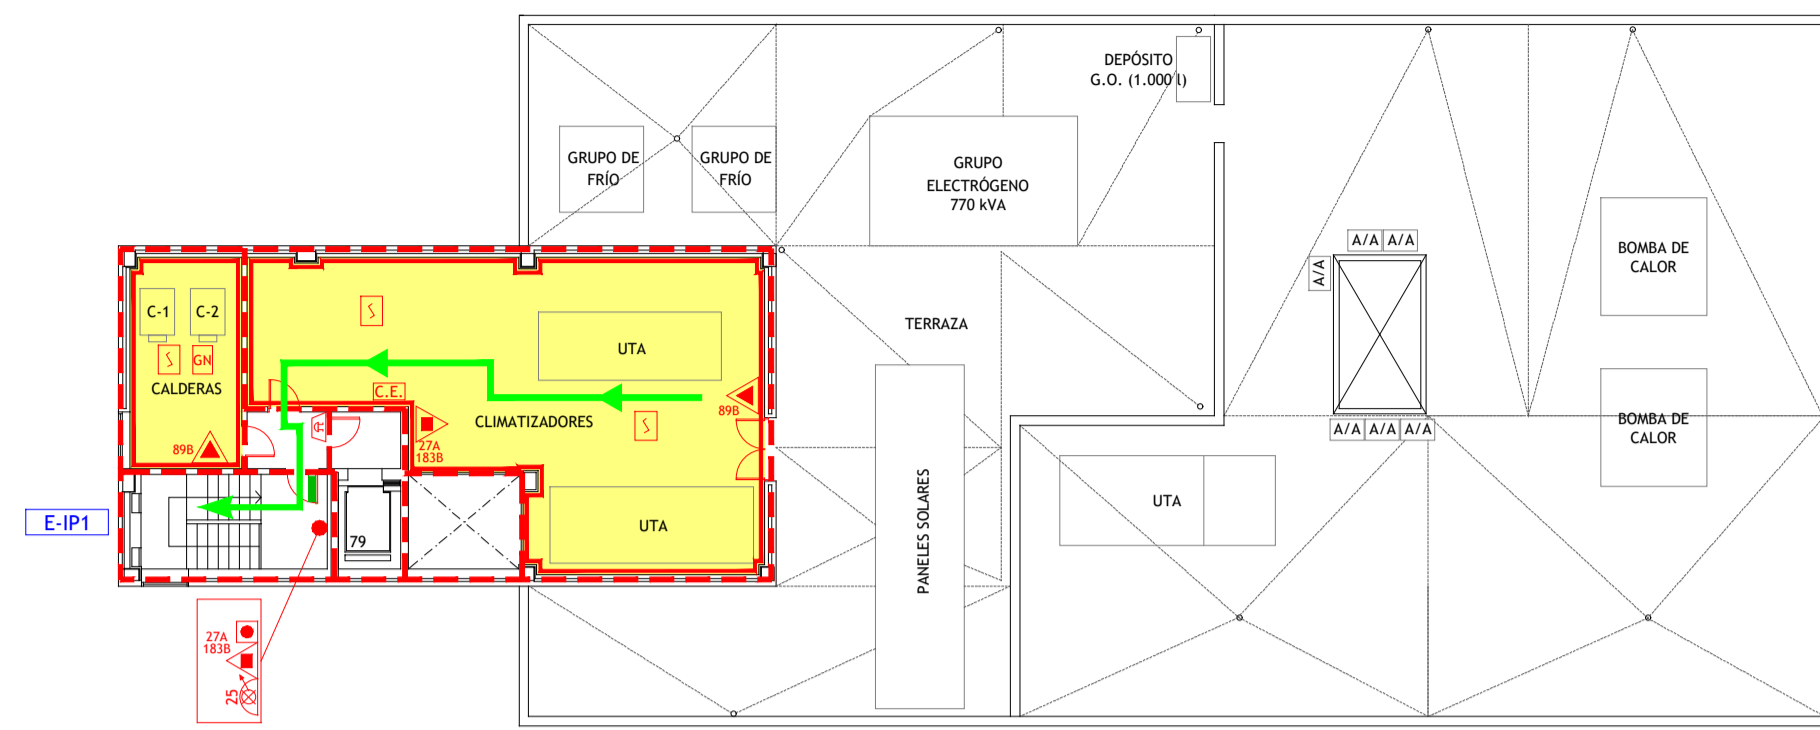 DEPÓSITO
G.O. (1.000 l)
GRUPO DE
FRÍO
GRUPO DE
FRÍO
GRUPO
ELECTRÓGENO
770 kVA
A/A
A/A
A/A
BOMBA DE
CALOR
C-1
C-2
GN
CALDERAS
89B
UTA
C.E.
CLIMATIZADORES
27A
183B
89B
TERRAZA
PANELES SOLARES
A/A
A/A
A/A
BOMBA DE
CALOR
UTA
UTA
E-IP1
79
27A
183B
25